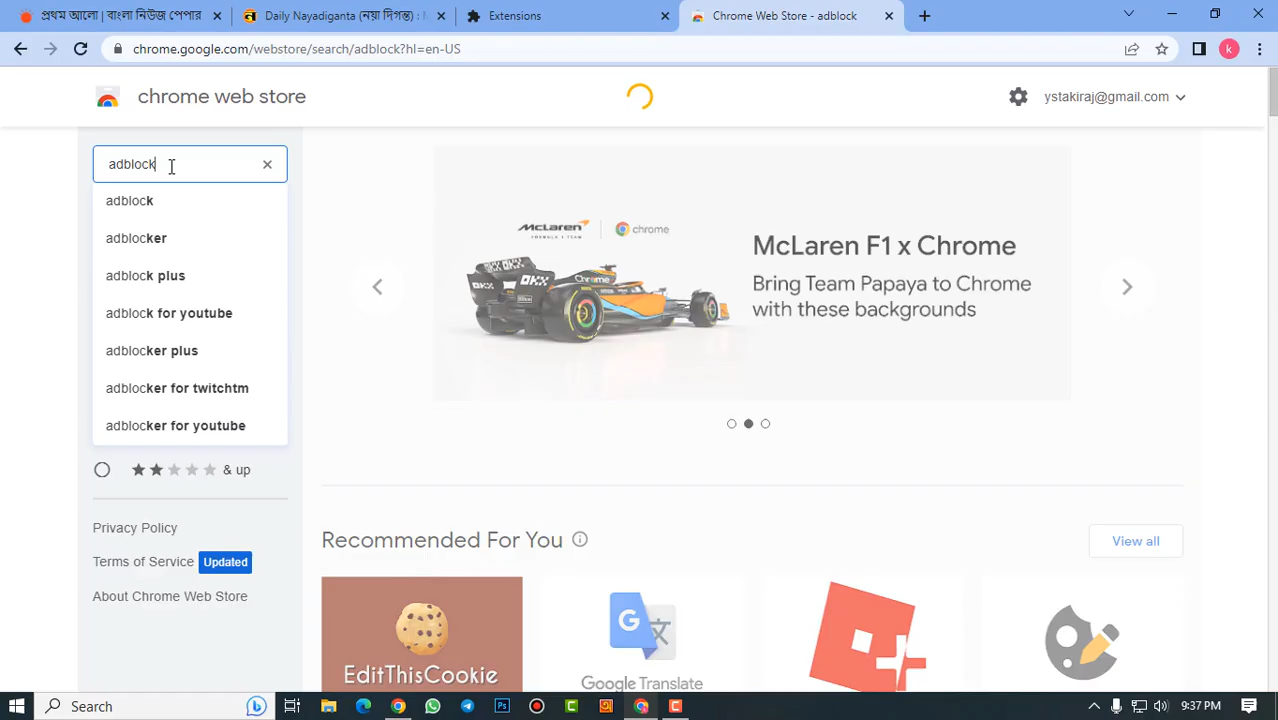 প্রথম আলো | বাংলা নিউজ পেপার
Daily Nayadiganta (নয়া দিগন্ত) :
Extensions
Chrome Web Store - adblock
chrome.google.com/webstore/search/adblock?hl=en-US
k
chrome web store
ystakiraj@gmail.com
adblock
adblock
adblocker
adblock plus
adblock for youtube
adblocker plus
adblocker for twitchtm
adblocker for youtube
& up
Privacy Policy
Terms of Service Updated
About Chrome Web Store
McLaren
FORMULA 1 TEAM
chrome
McLaren F1 x Chrome
Bring Team Papaya to Chrome
with these backgrounds
Recommended For You
View all
EditThisCookie
Google Translate
Search
9:37 PM